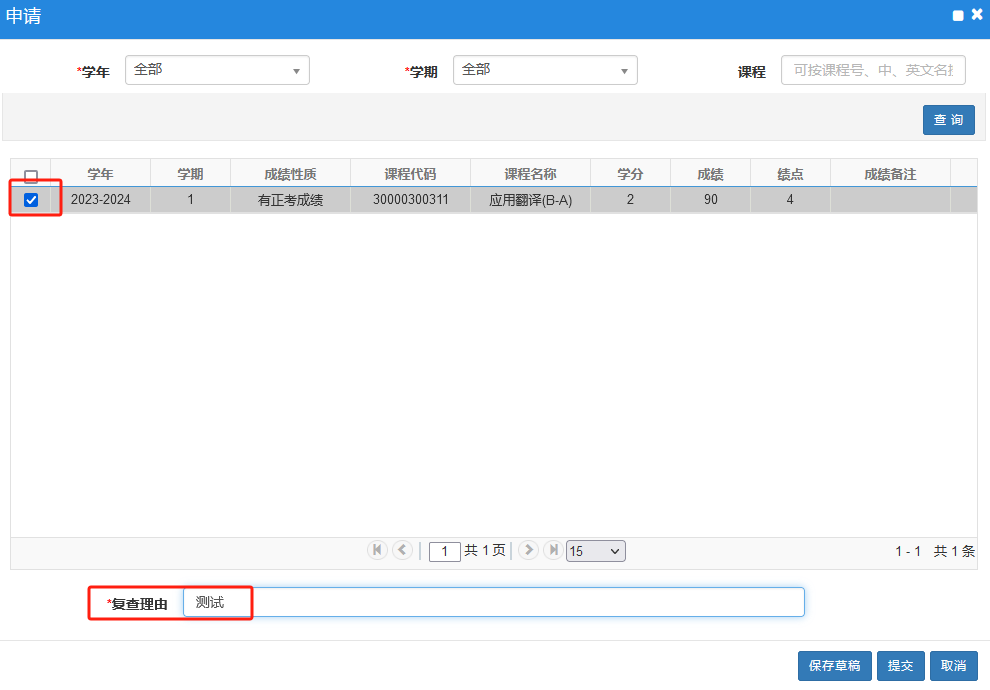 申请
*学年 全部 *学期 全部 课程 可按课程号、中、英文名
查 询
学年 学期 成绩性质 课程代码 课程名称 学分 成绩 绩点 成绩备注
2023-2024 1 有正考成绩 30000300311 应用翻译(B-A) 2 90 4
1 共 1 页 15 1 - 1 共 1 条
*复查理由 测试
保存草稿 提交 取消